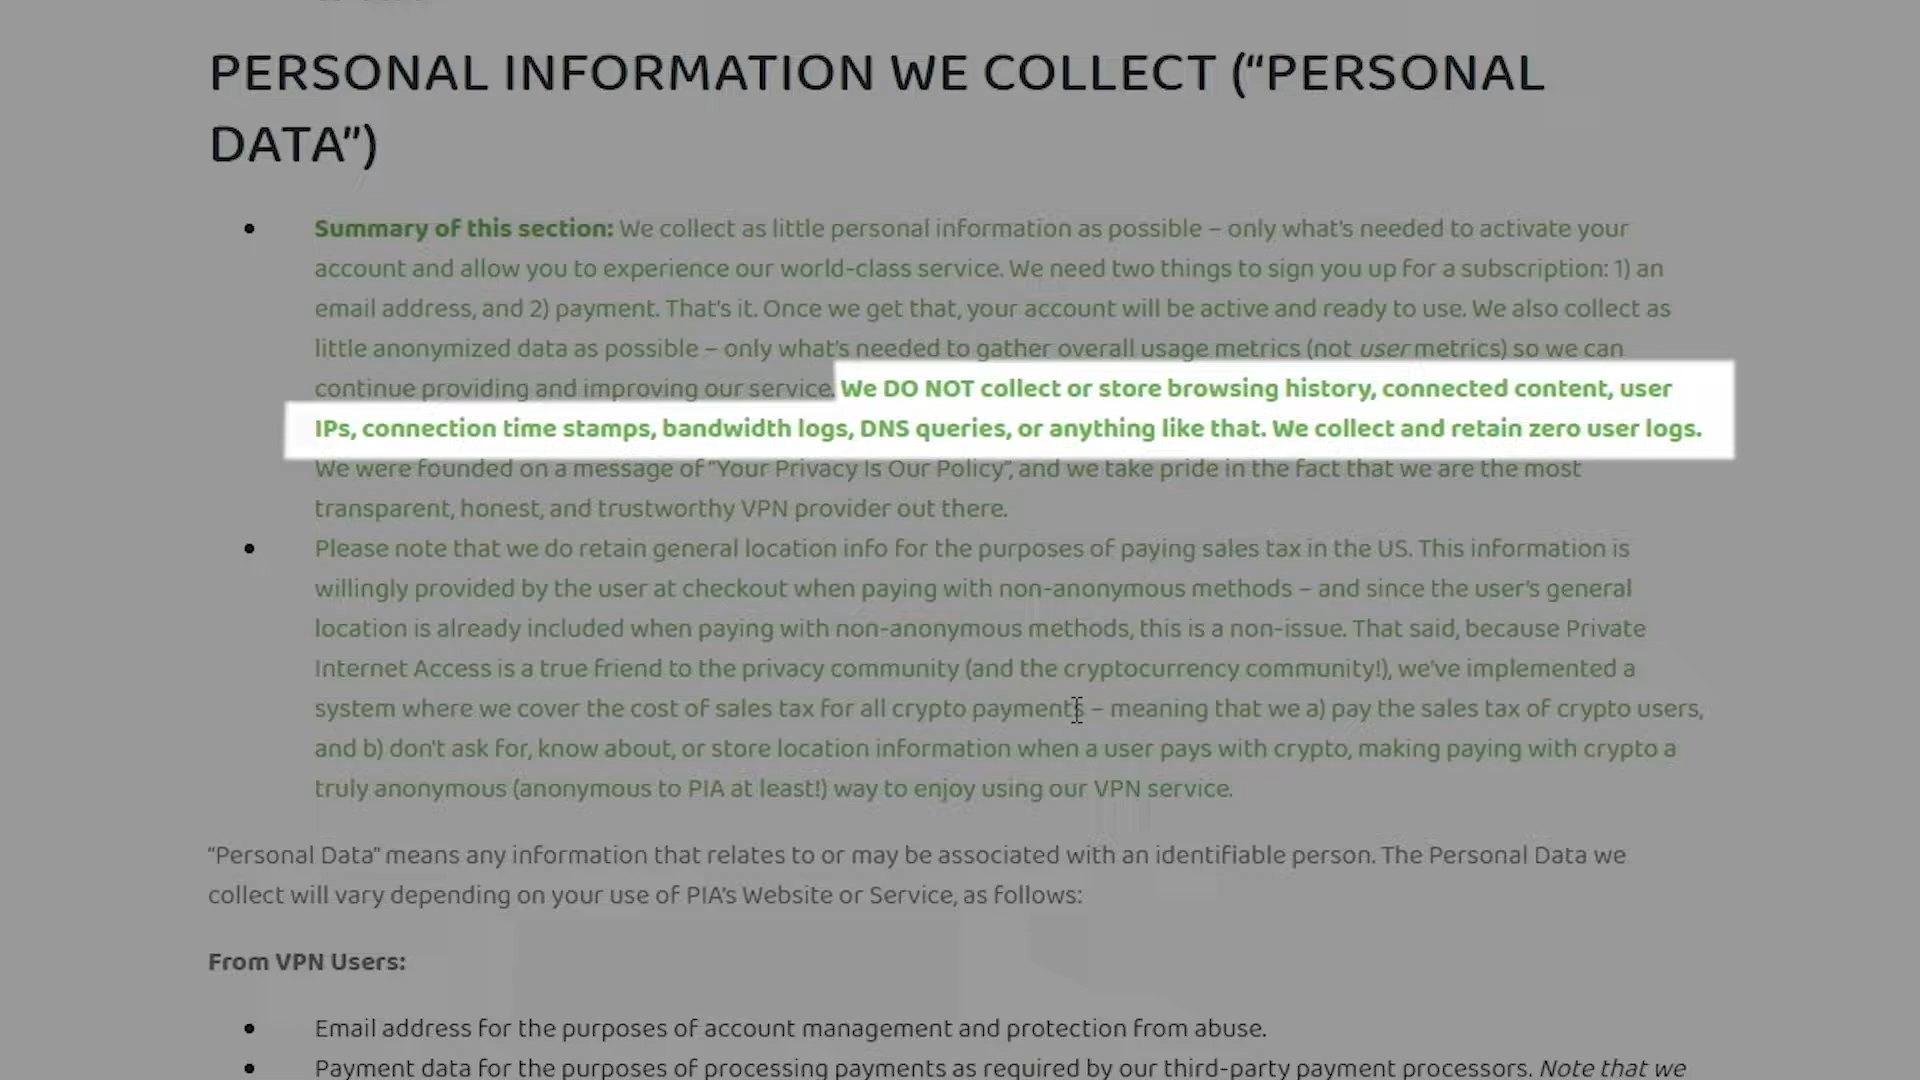 PERSONAL INFORMATION WE COLLECT (“PERSONAL
DATA”)
Summary of this section: We collect as little personal information as possible – only what’s needed to activate your
account and allow you to experience our world-class service. We need two things to sign you up for a subscription: 1) an
email address, and 2) payment. That’s it. Once we get that, your account will be active and ready to use. We also collect as
little anonymized data as possible – only what’s needed to gather overall usage metrics (not user metrics) so we can
continue providing and improving our service. We DO NOT collect or store browsing history, connected content, user
IPs, connection time stamps, bandwidth logs, DNS queries, or anything like that. We collect and retain zero user logs.
We were founded on a message of “Your Privacy Is Our Policy”, and we take pride in the fact that we are the most
transparent, honest, and trustworthy VPN provider out there.
Please note that we do retain general location info for the purposes of paying sales tax in the US. This information is
willingly provided by the user at checkout when paying with non-anonymous methods – and since the user’s general
location is already included when paying with non-anonymous methods, this is a non-issue. That said, because Private
Internet Access is a true friend to the privacy community (and the cryptocurrency community!), we’ve implemented a
system where we cover the cost of sales tax for all crypto payments – meaning that we a) pay the sales tax of crypto users,
and b) don’t ask for, know about, or store location information when a user pays with crypto, making paying with crypto a
truly anonymous (anonymous to PIA at least!) way to enjoy using our VPN service.
“Personal Data” means any information that relates to or may be associated with an identifiable person. The Personal Data we
collect will vary depending on your use of PIA’s Website or Service, as follows:
From VPN Users:
Email address for the purposes of account management and protection from abuse.
Payment data for the purposes of processing payments as required by our third-party payment processors. Note that we